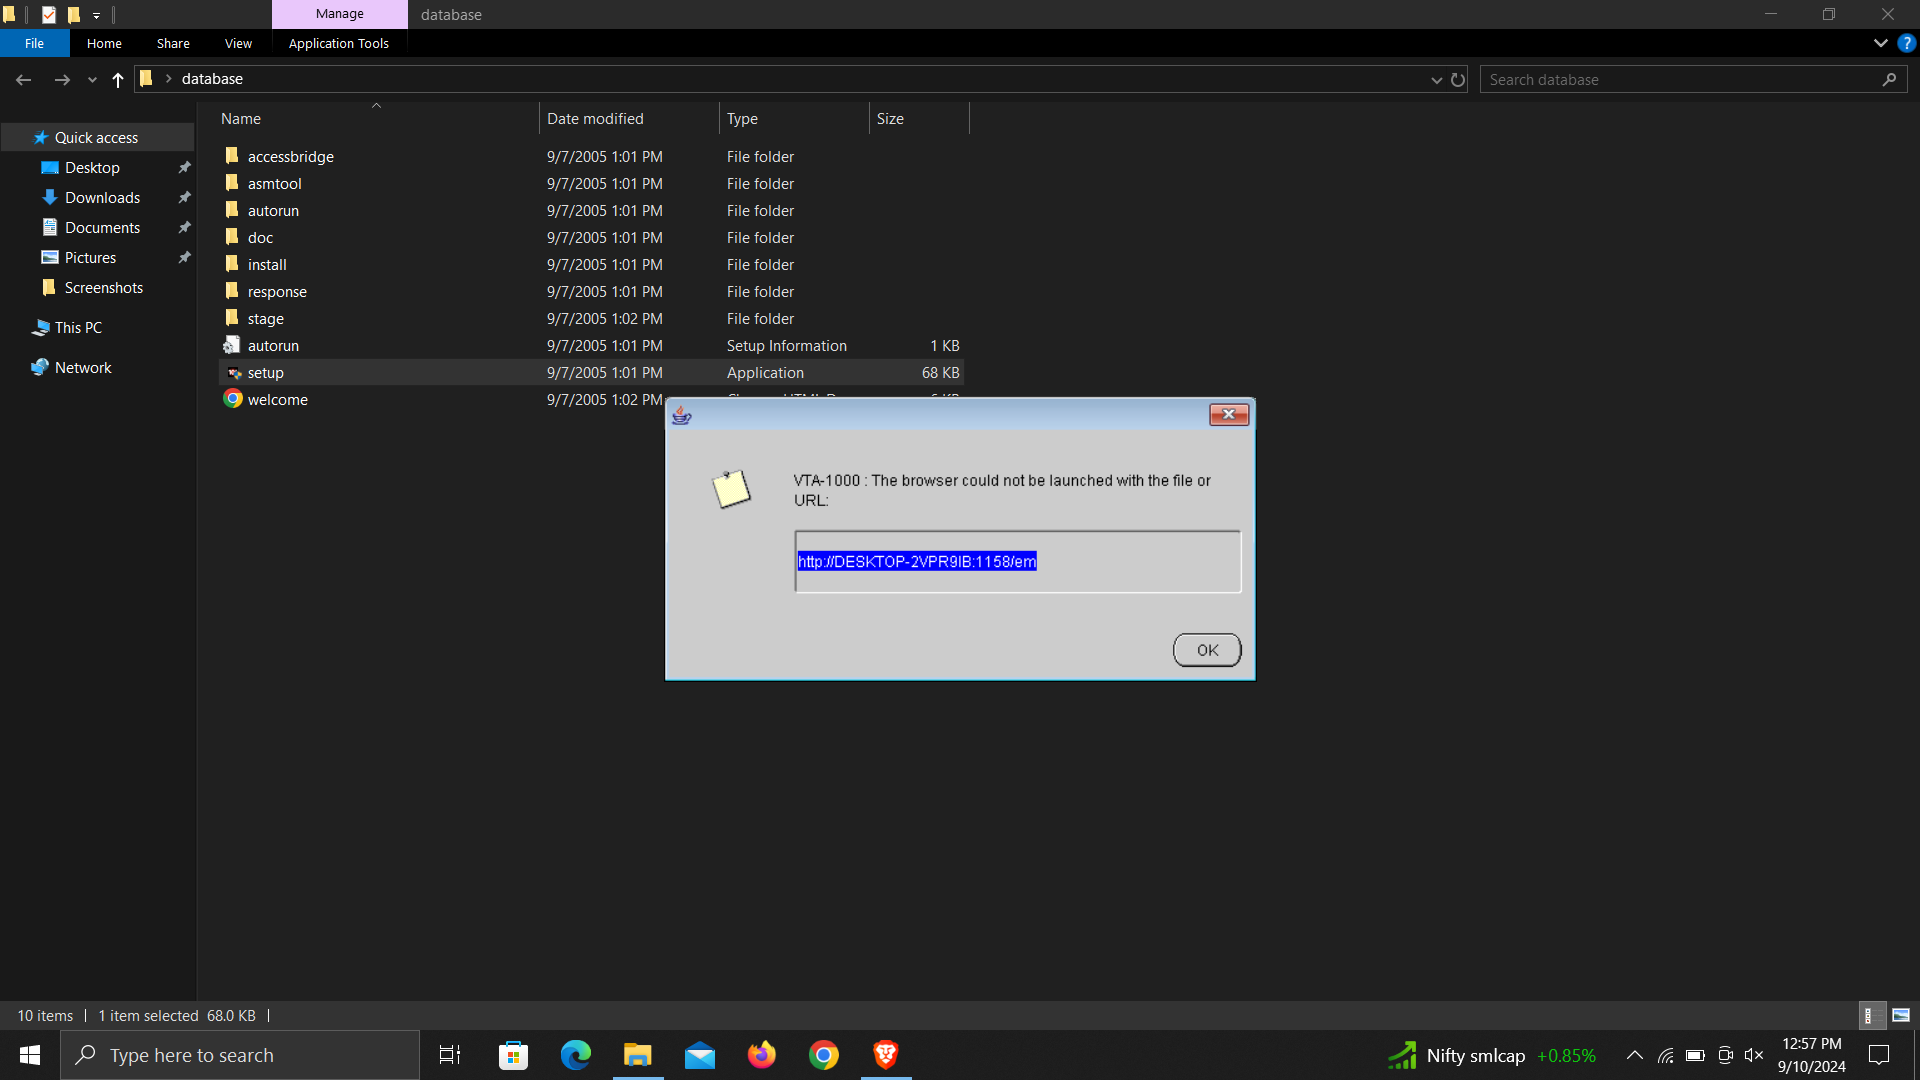 Manage
database
File
Home
Share
View
Application Tools
database
Search database
Name
Date modified
Type
Size
Quick access
Desktop
Downloads
Documents
Pictures
Screenshots
This PC
Network
accessbridge 9/7/2005 1:01 PM File folder
asmtool 9/7/2005 1:01 PM File folder
autorun 9/7/2005 1:01 PM File folder
doc 9/7/2005 1:01 PM File folder
install 9/7/2005 1:01 PM File folder
response 9/7/2005 1:01 PM File folder
stage 9/7/2005 1:02 PM File folder
autorun 9/7/2005 1:01 PM Setup Information 1 KB
setup 9/7/2005 1:01 PM Application 68 KB
welcome 9/7/2005 1:02 PM
VTA-1000 : The browser could not be launched with the file or
URL:
http://DESKTOP-2VPR9IB:1158/em
OK
10 items
1 item selected 68.0 KB
Type here to search
Nifty smlcap +0.85%
12:57 PM
9/10/2024